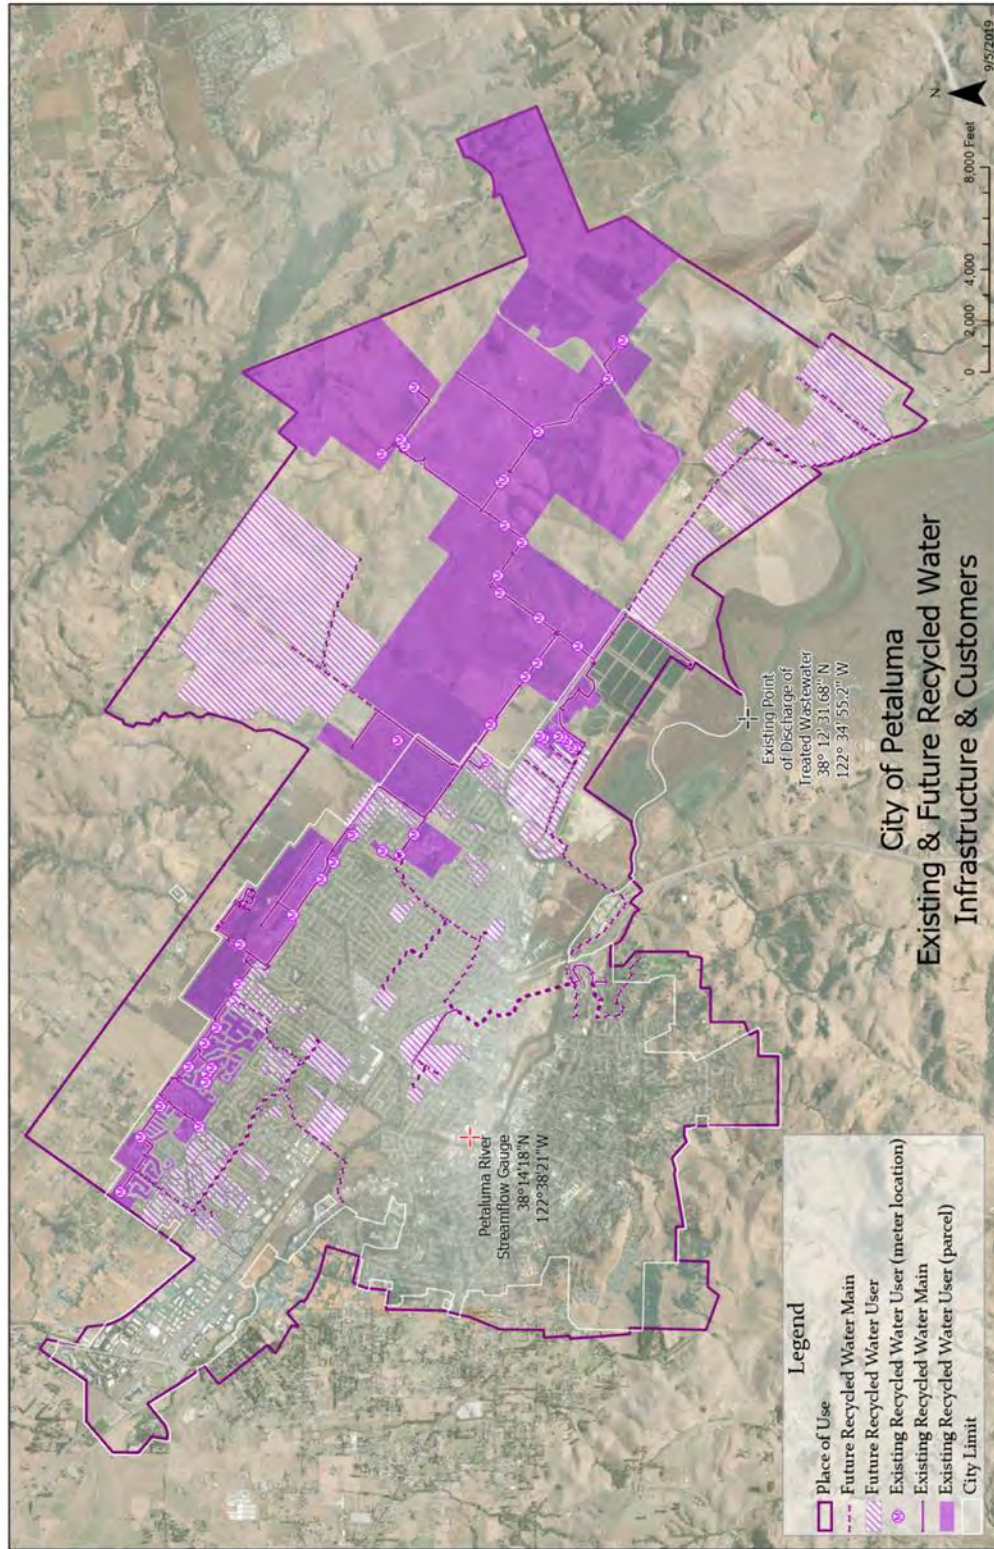 N
9/5/2019
0 2,000 4,000 8,000 Feet
Existing Point
of Discharge of
Treated Wastewater
38° 12' 31.68" N
122° 34' 55.2" W
City of Petaluma
Existing & Future Recycled Water
Infrastructure & Customers
Petaluma River
Streamflow Gauge
38°14'18"N
122°38'21"W
Legend
Place of Use
Future Recycled Water Main
Future Recycled Water User
Existing Recycled Water User (meter location)
Existing Recycled Water Main
Existing Recycled Water User (parcel)
City Limit